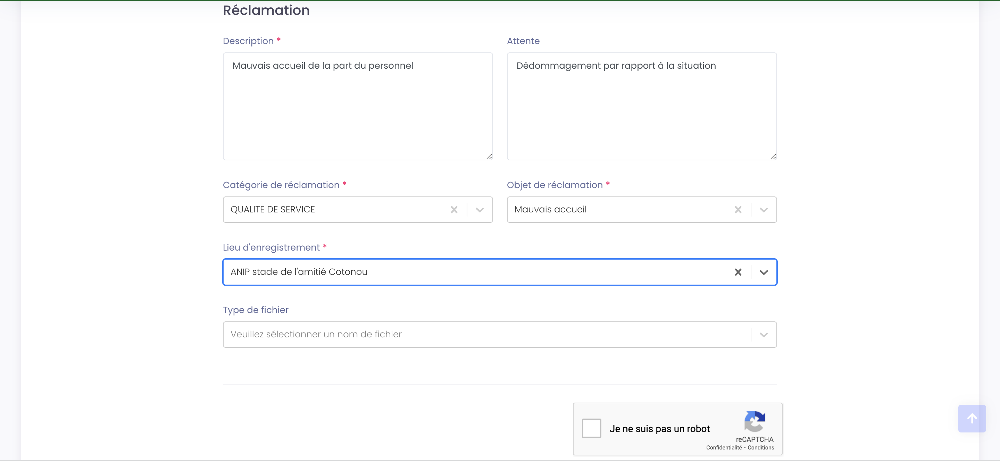 Réclamation
Description *
Attente
Mauvais accueil de la part du personnel
Dédommagement par rapport à la situation
Catégorie de réclamation *
Objet de réclamation *
QUALITE DE SERVICE
Mauvais accueil
Lieu d'enregistrement *
ANIP stade de l'amitié Cotonou
Type de fichier
Veuillez sélectionner un nom de fichier
Je ne suis pas un robot
reCAPTCHA
Confidentialité - Conditions